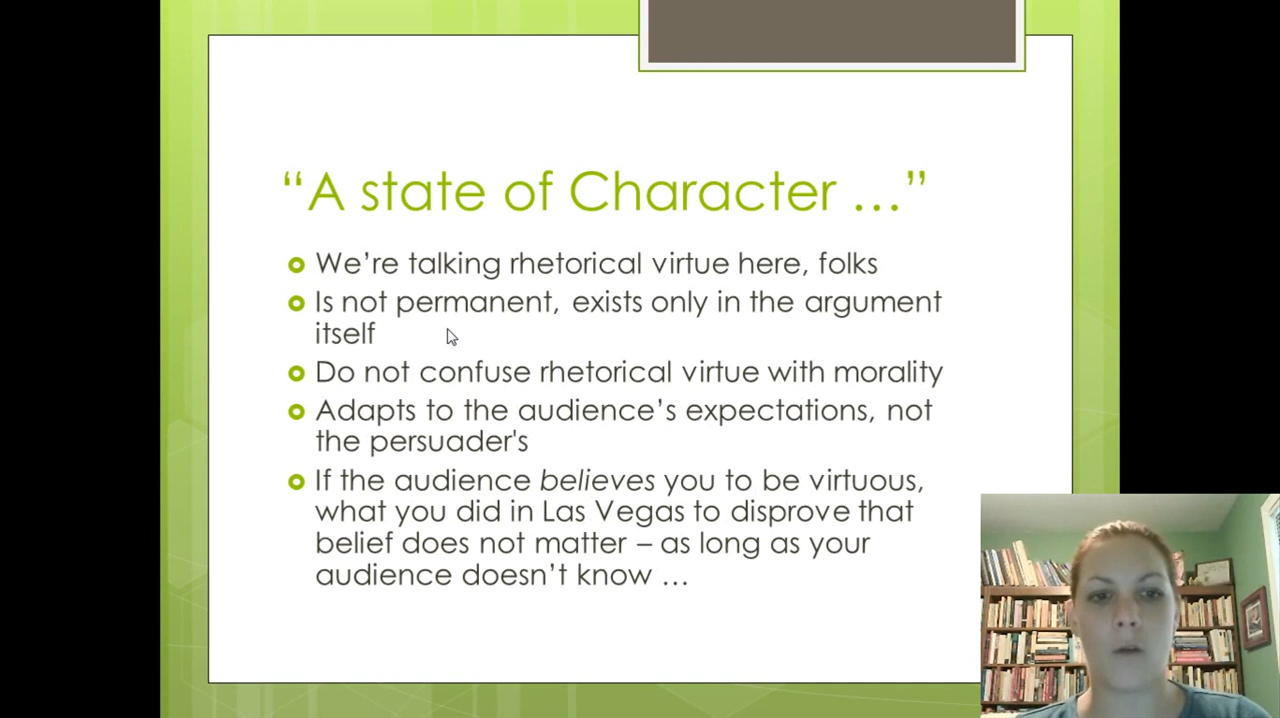 “A state of Character …”
We’re talking rhetorical virtue here, folks
Is not permanent, exists only in the argument
itself
Do not confuse rhetorical virtue with morality
Adapts to the audience’s expectations, not
the persuader's
If the audience believes you to be virtuous,
what you did in Las Vegas to disprove that
belief does not matter – as long as your
audience doesn’t know …